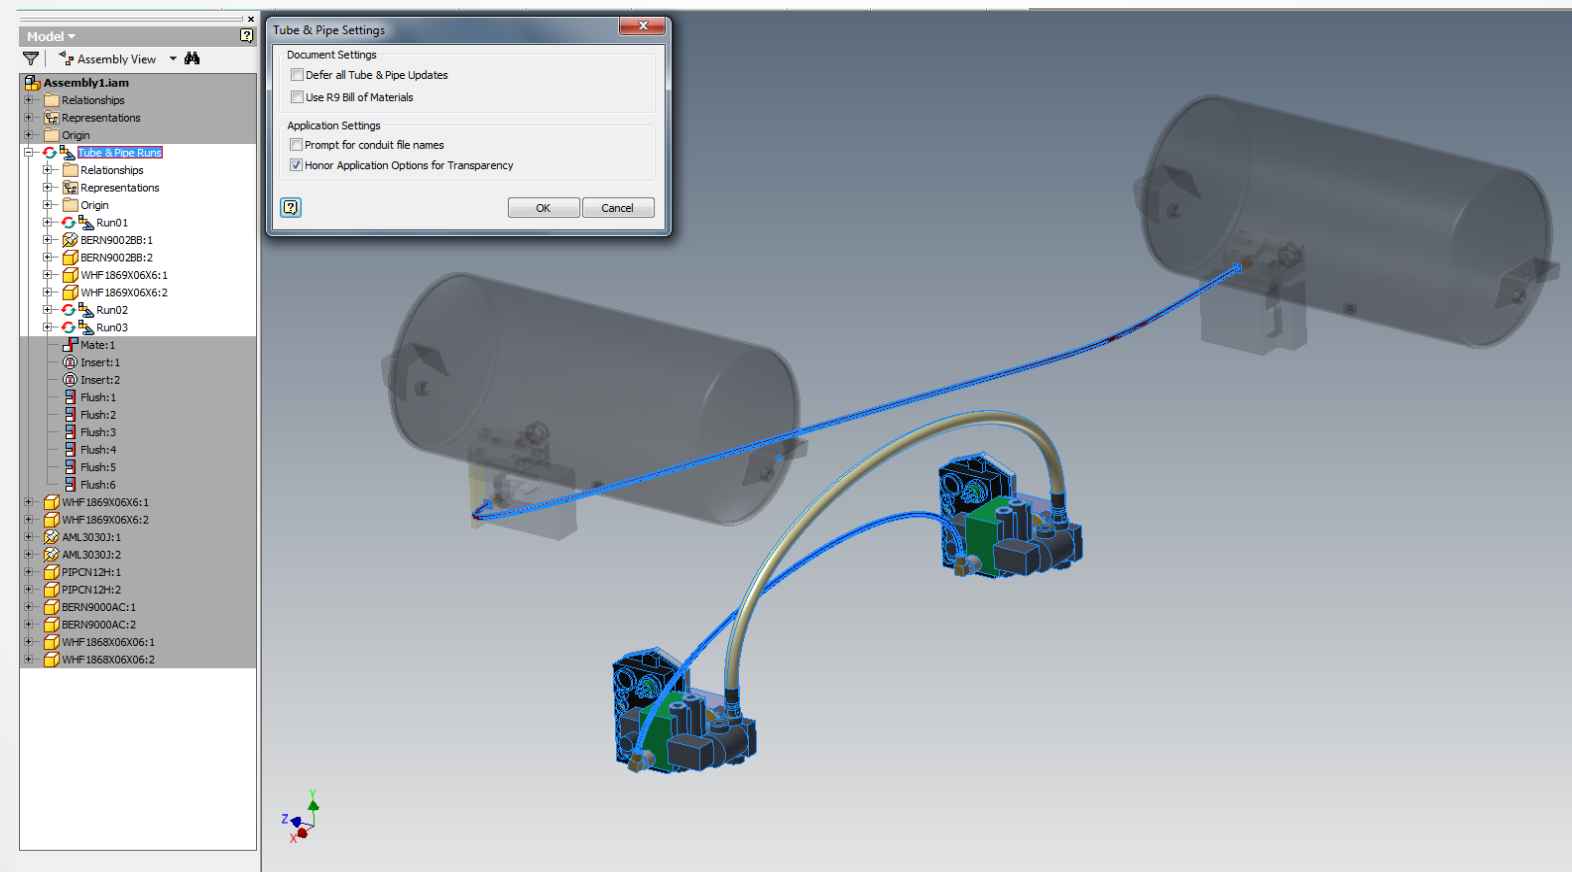 Model
Assembly View
Assembly1.iam
Relationships
Representations
Origin
Tube & Pipe Runs
Relationships
Representations
Origin
Run01
BERN9002BB:1
BERN9002BB:2
WHF1869X06X6:1
WHF1869X06X6:2
Run02
Run03
Mate:1
Insert:1
Insert:2
Flush:1
Flush:2
Flush:3
Flush:4
Flush:5
Flush:6
WHF1869X06X6:1
WHF1869X06X6:2
AML3030J:1
AML3030J:2
PIPCN12H:1
PIPCN12H:2
BERN9000AC:1
BERN9000AC:2
WHF1868X06X06:1
WHF1868X06X06:2
Tube & Pipe Settings
Document Settings
Defer all Tube & Pipe Updates
Use R9 Bill of Materials
Application Settings
Prompt for conduit file names
Honor Application Options for Transparency
OK Cancel
Y
Z
X